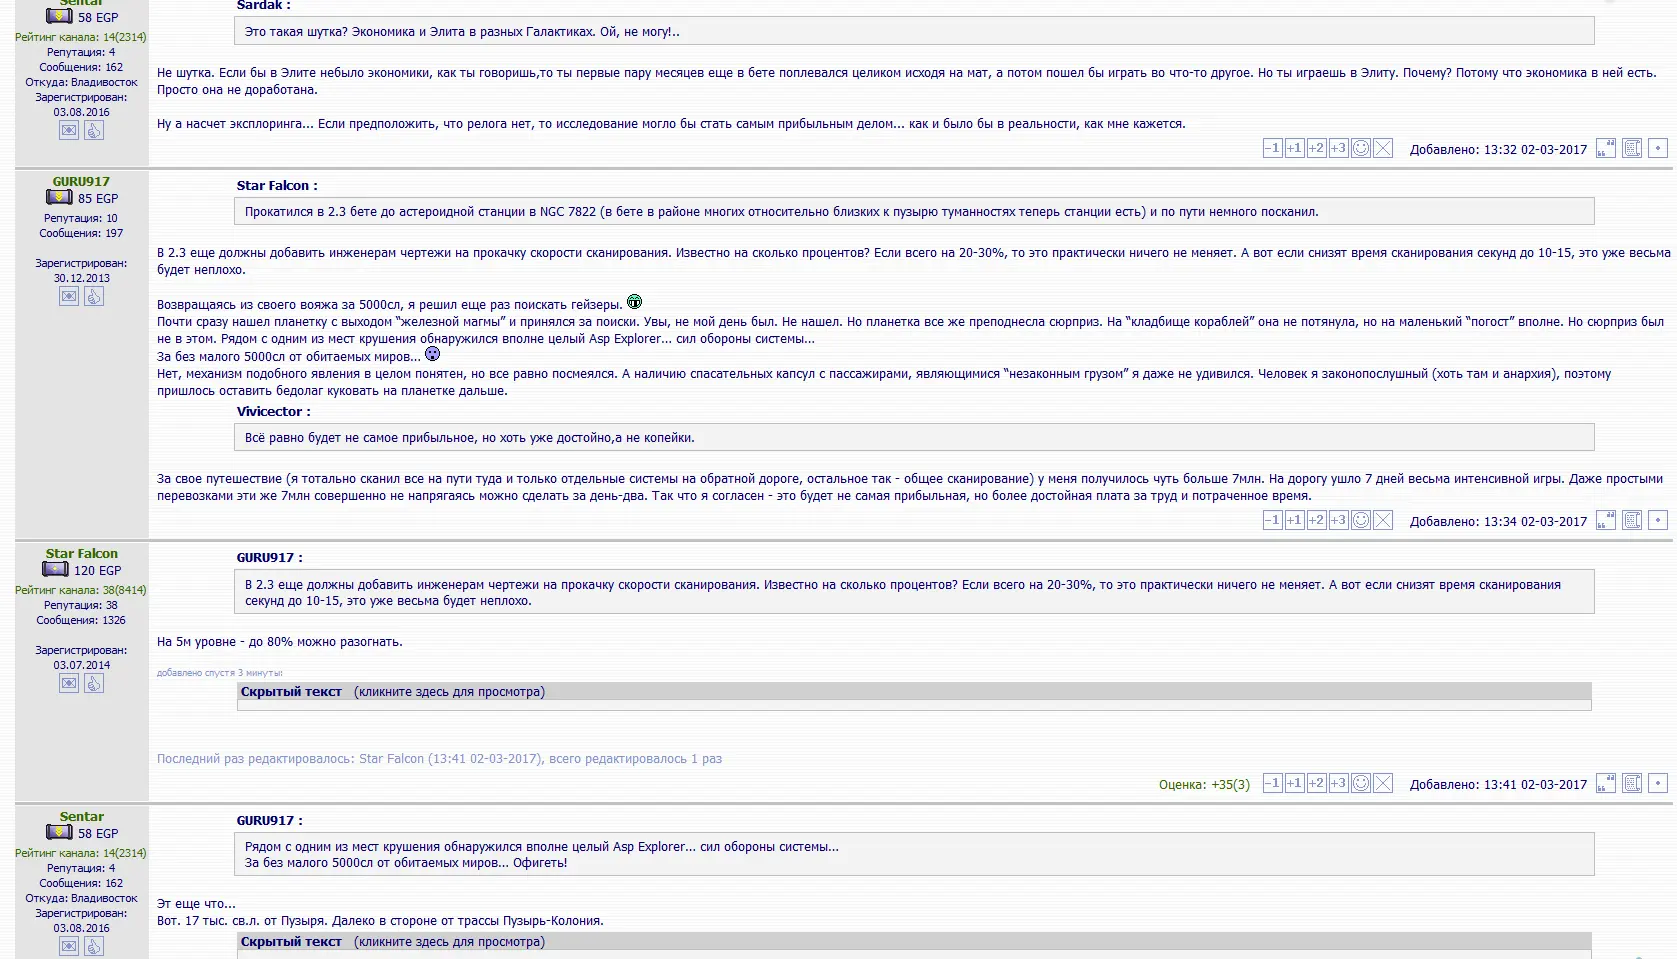 Sentar
58 EGP
Рейтинг канала: 14(2314)
Репутация: 4
Сообщения: 162
Откуда: Владивосток
Зарегистрирован:
03.08.2016
Sardak :
Это такая шутка? Экономика и Элита в разных Галактиках. Ой, не могу!..
Не шутка. Если бы в Элите небыло экономики, как ты говоришь,то ты первые пару месяцев еще в бете поплевался целиком исходя на мат, а потом пошел бы играть во что-то другое. Но ты играешь в Элиту. Почему? Потому что экономика в ней есть.
Просто она не доработана.
Ну а насчет эксплоринга... Если предположить, что релога нет, то исследование могло бы стать самым прибыльным делом... как и было бы в реальности, как мне кажется.
-1 +1 +2 +3 Добавлено: 13:32 02-03-2017
GURU917
85 EGP
Репутация: 10
Сообщения: 197
Зарегистрирован:
30.12.2013
Star Falcon :
Прокатился в 2.3 бете до астероидной станции в NGC 7822 (в бете в районе многих относительно близких к пузырю туманностях теперь станции есть) и по пути немного посканил.
В 2.3 еще должны добавить инженерам чертежи на прокачку скорости сканирования. Известно на сколько процентов? Если всего на 20-30%, то это практически ничего не меняет. А вот если снизят время сканирования секунд до 10-15, это уже весьма
будет неплохо.
Возвращаясь из своего вояжа за 5000сл, я решил еще раз поискать гейзеры.
Почти сразу нашел планетку с выходом “железной магмы” и принялся за поиски. Увы, не мой день был. Не нашел. Но планетка все же преподнесла сюрприз. На “кладбище кораблей” она не потянула, но на маленький “погост” вполне. Но сюрприз был
не в этом. Рядом с одним из мест крушения обнаружился вполне целый Asp Explorer... сил обороны системы...
За без малого 5000сл от обитаемых миров...
Нет, механизм подобного явления в целом понятен, но все равно посмеялся. А наличию спасательных капсул с пассажирами, являющимися “незаконным грузом” я даже не удивился. Человек я законопослушный (хоть там и анархия), поэтому
пришлось оставить бедолаг куковать на планетке дальше.
Vivicector :
Всё равно будет не самое прибыльное, но хоть уже достойно,а не копейки.
За свое путешествие (я тотально сканил все на пути туда и только отдельные системы на обратной дороге, остальное так - общее сканирование) у меня получилось чуть больше 7млн. На дорогу ушло 7 дней весьма интенсивной игры. Даже простыми
перевозками эти же 7млн совершенно не напрягаясь можно сделать за день-два. Так что я согласен - это будет не самая прибыльная, но более достойная плата за труд и потраченное время.
-1 +1 +2 +3 Добавлено: 13:34 02-03-2017
Star Falcon
120 EGP
Рейтинг канала: 38(8414)
Репутация: 38
Сообщения: 1326
Зарегистрирован:
03.07.2014
GURU917 :
В 2.3 еще должны добавить инженерам чертежи на прокачку скорости сканирования. Известно на сколько процентов? Если всего на 20-30%, то это практически ничего не меняет. А вот если снизят время сканирования
секунд до 10-15, это уже весьма будет неплохо.
На 5м уровне - до 80% можно разогнать.
добавлено спустя 3 минуты:
Скрытый текст (кликните здесь для просмотра)
Последний раз редактировалось: Star Falcon (13:41 02-03-2017), всего редактировалось 1 раз
Оценка: +35(3) -1 +1 +2 +3 Добавлено: 13:41 02-03-2017
Sentar
58 EGP
Рейтинг канала: 14(2314)
Репутация: 4
Сообщения: 162
Откуда: Владивосток
Зарегистрирован:
03.08.2016
GURU917 :
Рядом с одним из мест крушения обнаружился вполне целый Asp Explorer... сил обороны системы...
За без малого 5000сл от обитаемых миров... Офигеть!
Эт еще что...
Вот. 17 тыс. св.л. от Пузыря. Далеко в стороне от трассы Пузырь-Колония.
Скрытый текст (кликните здесь для просмотра)